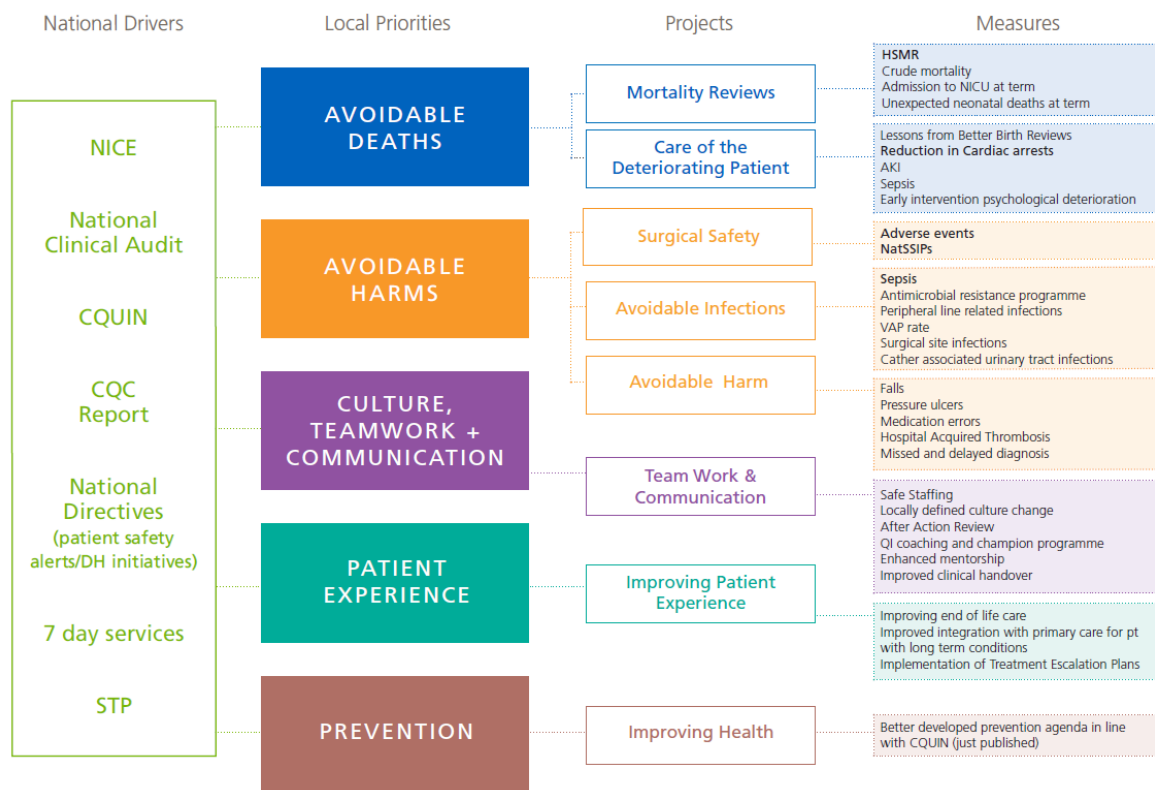 National Drivers
Local Priorities
Projects
Measures
NICE
National
Clinical Audit
CQUIN
CQC
Report
National
Directives
(patient safety
alerts/DH initiatives)
7 day services
STP
AVOIDABLE
DEATHS
AVOIDABLE
HARMS
CULTURE,
TEAMWORK +
COMMUNICATION
PATIENT
EXPERIENCE
PREVENTION
Mortality Reviews
Care of the
Deteriorating Patient
Surgical Safety
Avoidable Infections
Avoidable Harm
Team Work &
Communication
Improving Patient
Experience
Improving Health
HSMR
Crude mortality
Admission to NICU at term
Unexpected neonatal deaths at term
Lessons from Better Birth Reviews
Reduction in Cardiac arrests
AKI
Sepsis
Early intervention psychological deterioration
Adverse events
NatSSIPs
Sepsis
Antimicrobial resistance programme
Peripheral line related infections
VAP rate
Surgical site infections
Cather associated urinary tract infections
Falls
Pressure ulcers
Medication errors
Hospital Acquired Thrombosis
Missed and delayed diagnosis
Safe Staffing
Locally defined culture change
After Action Review
QI coaching and champion programme
Enhanced mentorship
Improved clinical handover
Improving end of life care
Improved integration with primary care for pt
with long term conditions
Implementation of Treatment Escalation Plans
Better developed prevention agenda in line
with CQUIN (just published)